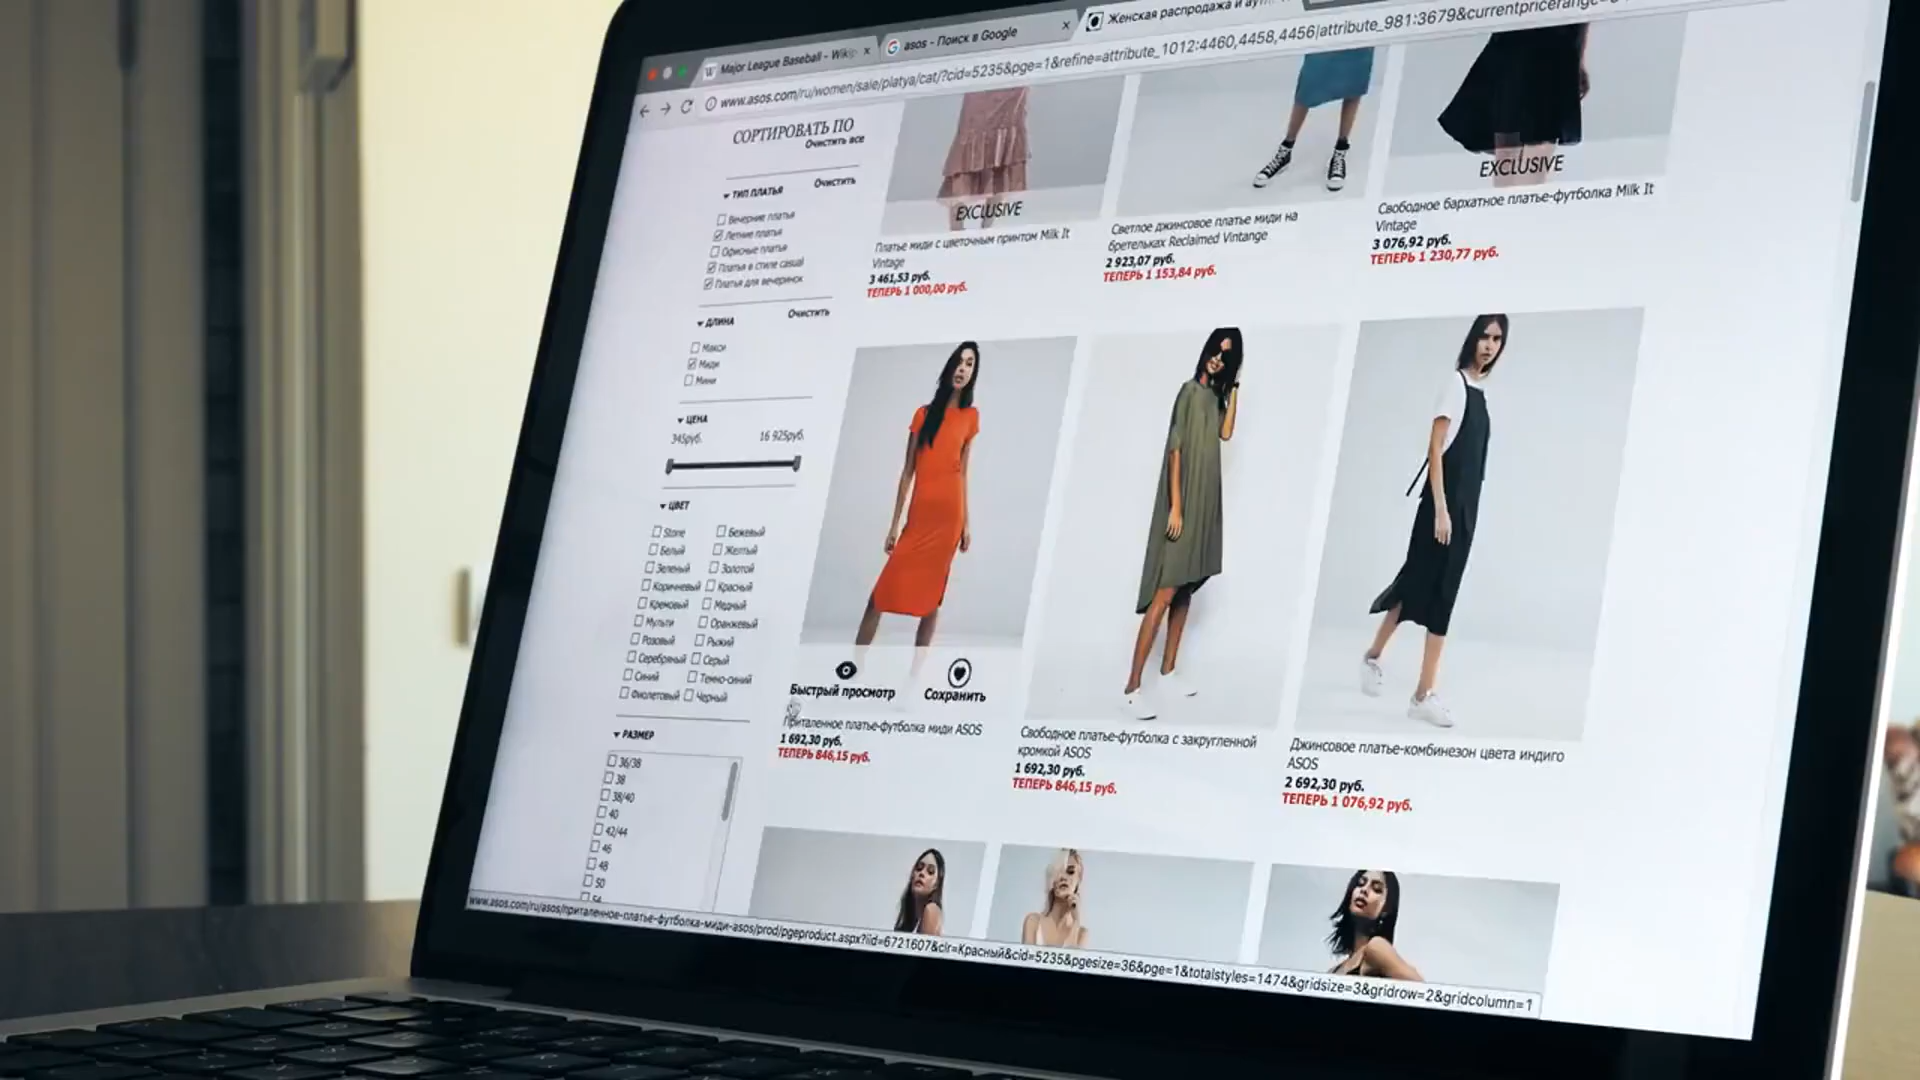 Major League Baseball - Wikip
asos - Поиск в Google
Женская распродажа и аут
www.asos.com/ru/women/sale/platya/cat/?cid=5235&pge=1&refine=attribute_1012:4460,4458,4456|attribute_981:3679&currentpricerange=
СОРТИРОВАТЬ ПО
Очистить все
ТИП ПЛАТЬЯ
Очистить
Вечерние платья
Летние платья
Офисные платья
Платья в стиле casual
Платья для вечеринок
ДЛИНА
Очистить
Макси
Миди
Мини
ЦЕНА
345руб.
16 925руб.
ЦВЕТ
Stone
Бежевый
Белый
Желтый
Зеленый
Золотой
Коричневый
Красный
Кремовый
Медный
Мульти
Оранжевый
Розовый
Рыжий
Серебряный
Серый
Синий
Темно-синий
Фиолетовый
Черный
РАЗМЕР
36/38
38
38/40
40
42/44
46
48
50
54
EXCLUSIVE
Платье миди с цветочным принтом Milk It
Vintage
3 461,53 руб.
ТЕПЕРЬ 1 000,00 руб.
Светлое джинсовое платье миди на
бретельках Reclaimed Vintange
2 923,07 руб.
ТЕПЕРЬ 1 153,84 руб.
EXCLUSIVE
Свободное бархатное платье-футболка Milk It
Vintage
3 076,92 руб.
ТЕПЕРЬ 1 230,77 руб.
Быстрый просмотр
Сохранить
Приталенное платье-футболка миди ASOS
1 692,30 руб.
ТЕПЕРЬ 846,15 руб.
Свободное платье-футболка с закругленной
кромкой ASOS
1 692,30 руб.
ТЕПЕРЬ 846,15 руб.
Джинсовое платье-комбинезон цвета индиго
ASOS
2 692,30 руб.
ТЕПЕРЬ 1 076,92 руб.
www.asos.com/ru/asos/приталенное-платье-футболка-миди-asos/prod/pgeproduct.aspx?iid=6721607&clr=Красный&cid=5235&pgesize=36&pge=1&totalstyles=1474&gridsize=3&gridrow=2&gridcolumn=1